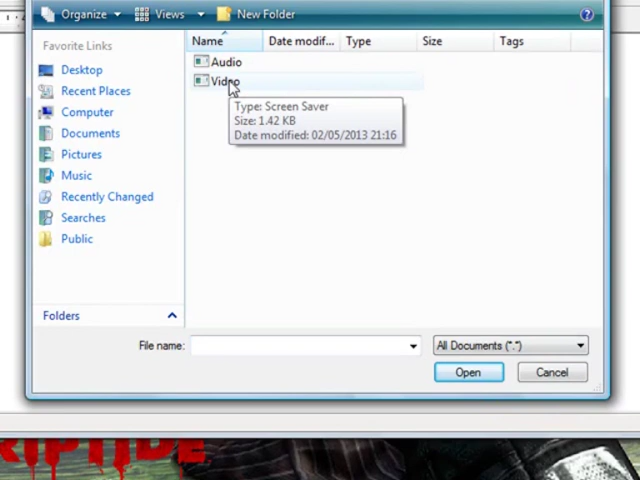 Organize Views New Folder
Favorite Links
Name Date modif... Type Size Tags
Desktop
Recent Places
Computer
Documents
Pictures
Music
Recently Changed
Searches
Public
Folders
Audio
Video
Type: Screen Saver
Size: 1.42 KB
Date modified: 02/05/2013 21:16
File name: All Documents (*.*)
Open Cancel
RIPTIDE